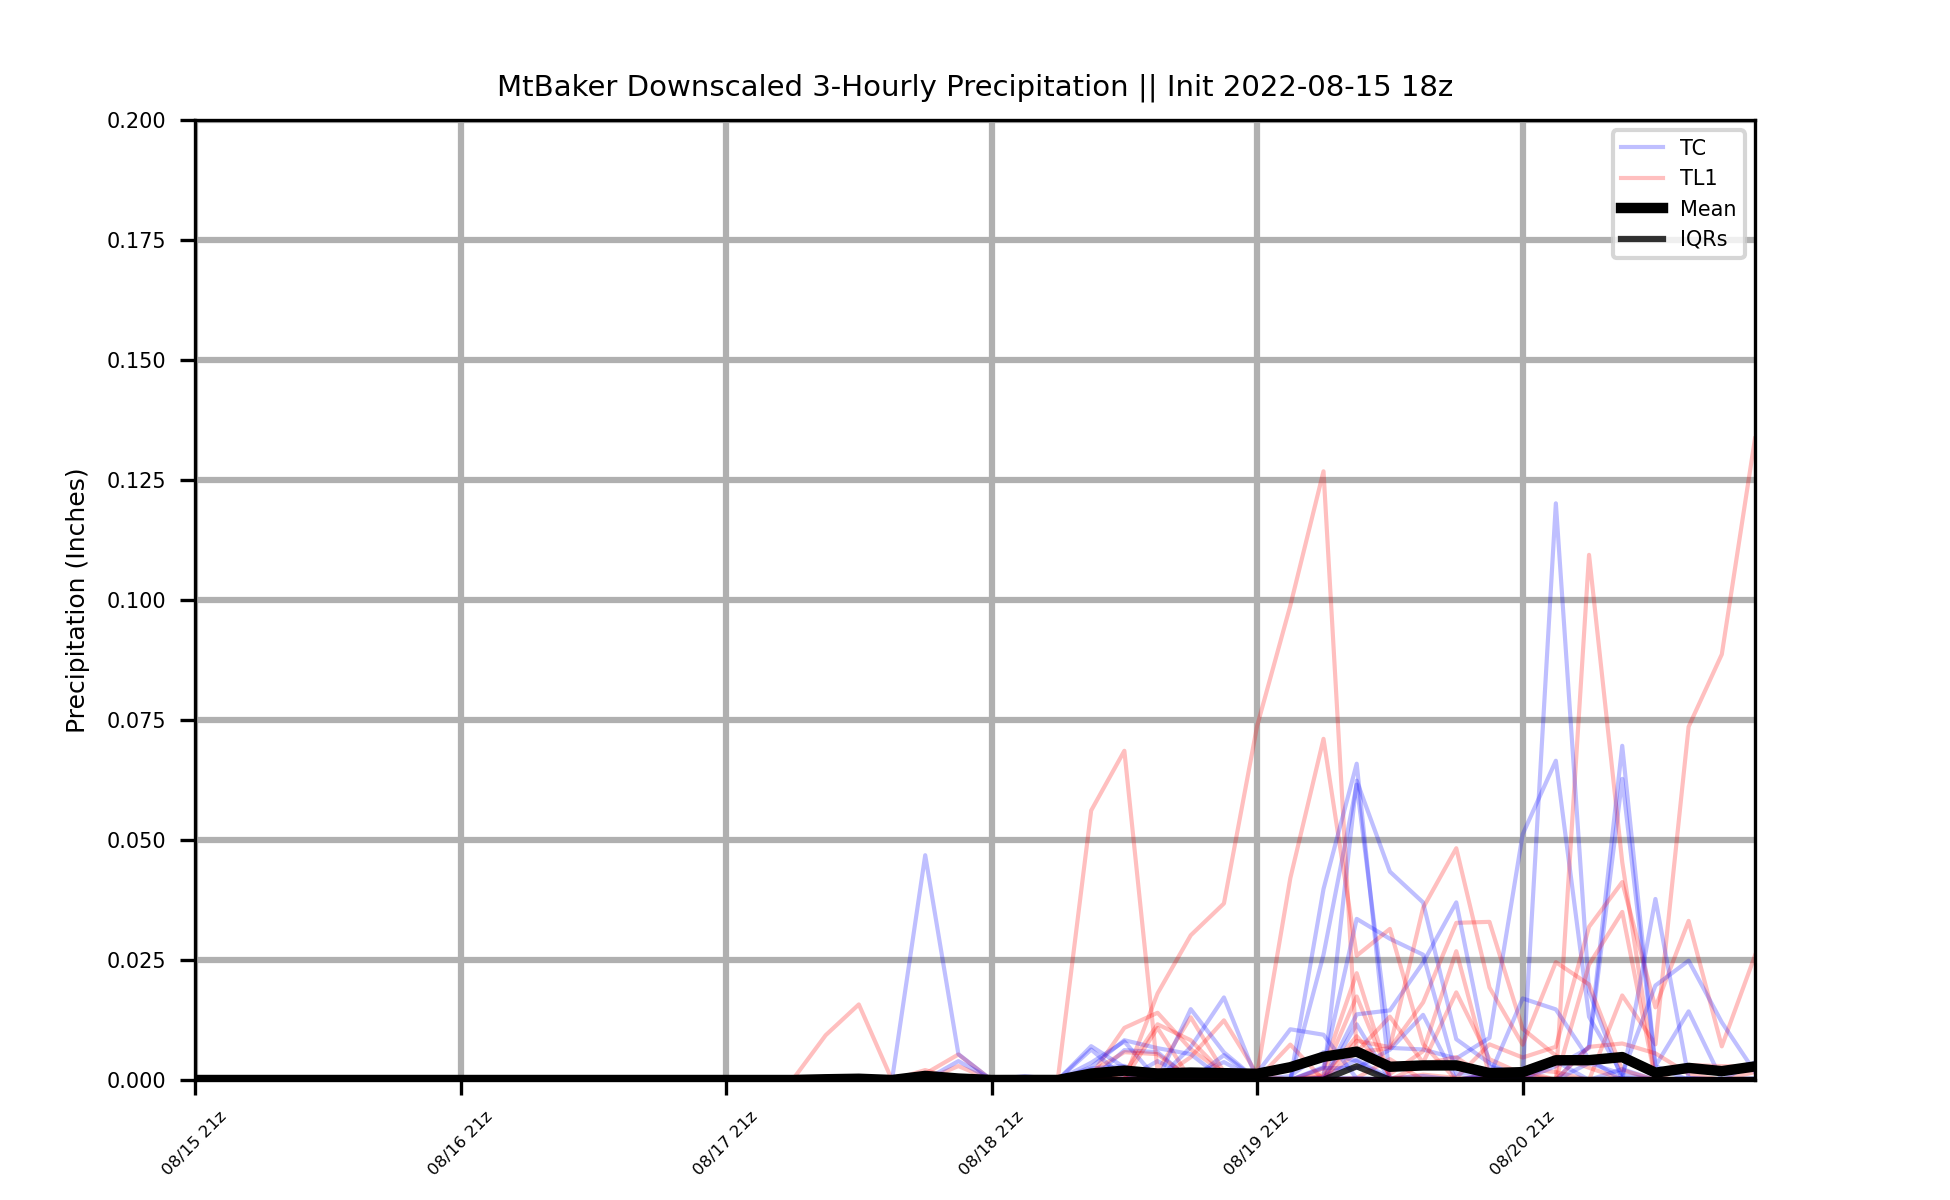 MtBaker Downscaled 3-Hourly Precipitation || Init 2022-08-15 18z
TC
TL1
Mean
IQRs
Precipitation (Inches)
0.200
0.175
0.150
0.125
0.100
0.075
0.050
0.025
0.000
08/15 21z
08/16 21z
08/17 21z
08/18 21z
08/19 21z
08/20 21z